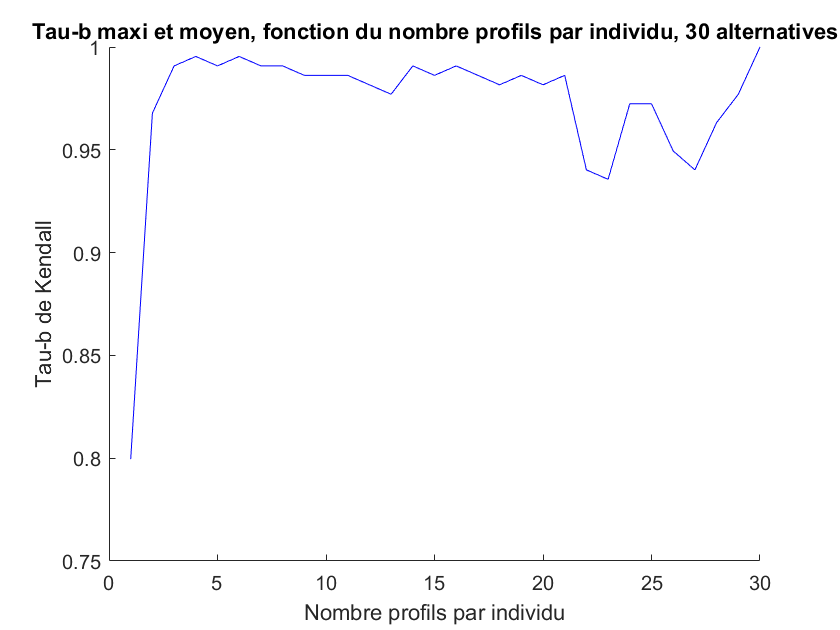 Tau-b maxi et moyen, fonction du nombre profils par individu, 30 alternatives
1
0.95
0.9
0.85
0.8
0.75
Tau-b de Kendall
0 5 10 15 20 25 30
Nombre profils par individu